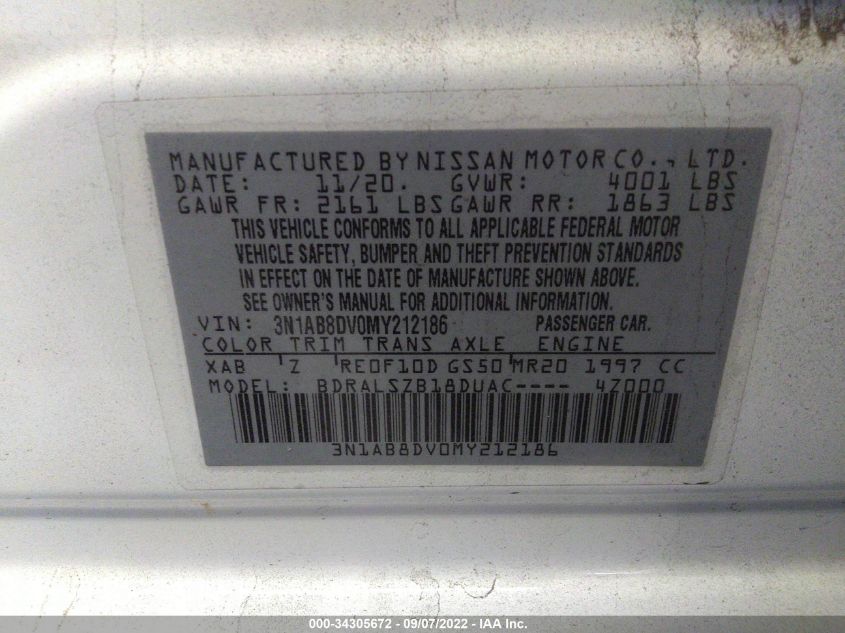 MANUFACTURED BY NISSAN MOTOR CO., LTD.
DATE: 11/20. GVWR: 4001 LBS
GAWR FR: 2161 LBS GAWR RR: 1863 LBS
THIS VEHICLE CONFORMS TO ALL APPLICABLE FEDERAL MOTOR
VEHICLE SAFETY, BUMPER AND THEFT PREVENTION STANDARDS
IN EFFECT ON THE DATE OF MANUFACTURE SHOWN ABOVE.
SEE OWNER'S MANUAL FOR ADDITIONAL INFORMATION.
VIN: 3N1AB8DV0MY212186 PASSENGER CAR.
COLOR TRIM TRANS AXLE ENGINE
XAB Z RE0F10D GS50 MR20 1997 CC
MODEL: BDRALSZB18DUAC---- 4Z000
3N1AB8DV0MY212186
000-34305672 - 09/07/2022 - IAA Inc.